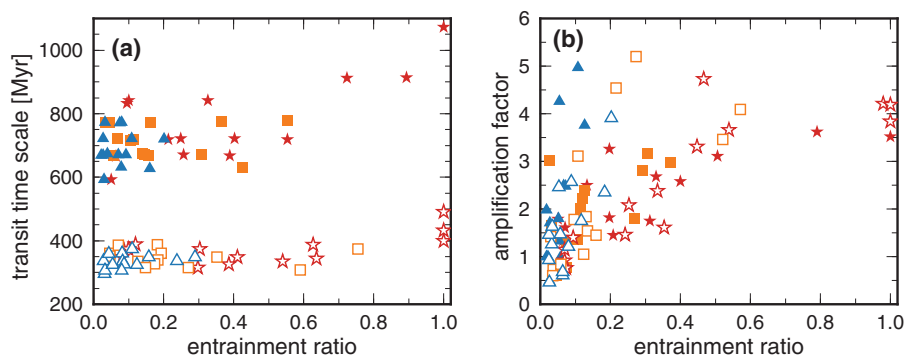 (a)
transit time scale [Myr]
1000
800
600
400
200
0.0 0.2 0.4 0.6 0.8 1.0
entrainment ratio
(b)
amplification factor
6
5
4
3
2
1
0
0.0 0.2 0.4 0.6 0.8 1.0
entrainment ratio